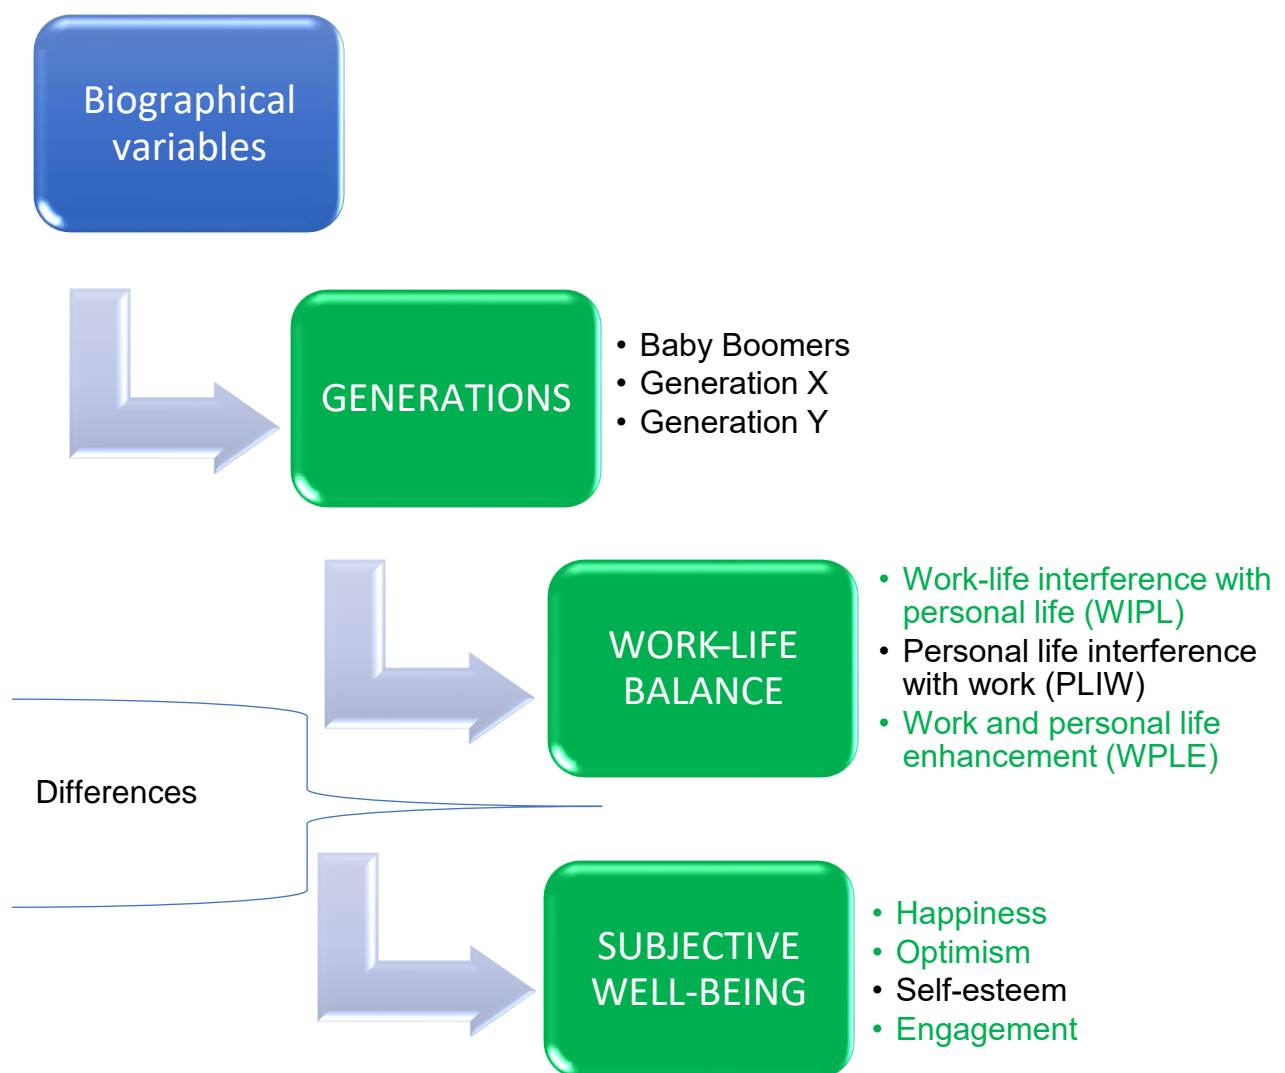 Biographical
variables
GENERATIONS
• Baby Boomers
• Generation X
• Generation Y
WORK–LIFE
BALANCE
• Work-life interference with
personal life (WIPL)
• Personal life interference
with work (PLIW)
• Work and personal life
enhancement (WPLE)
Differences
SUBJECTIVE
WELL-BEING
• Happiness
• Optimism
• Self-esteem
• Engagement